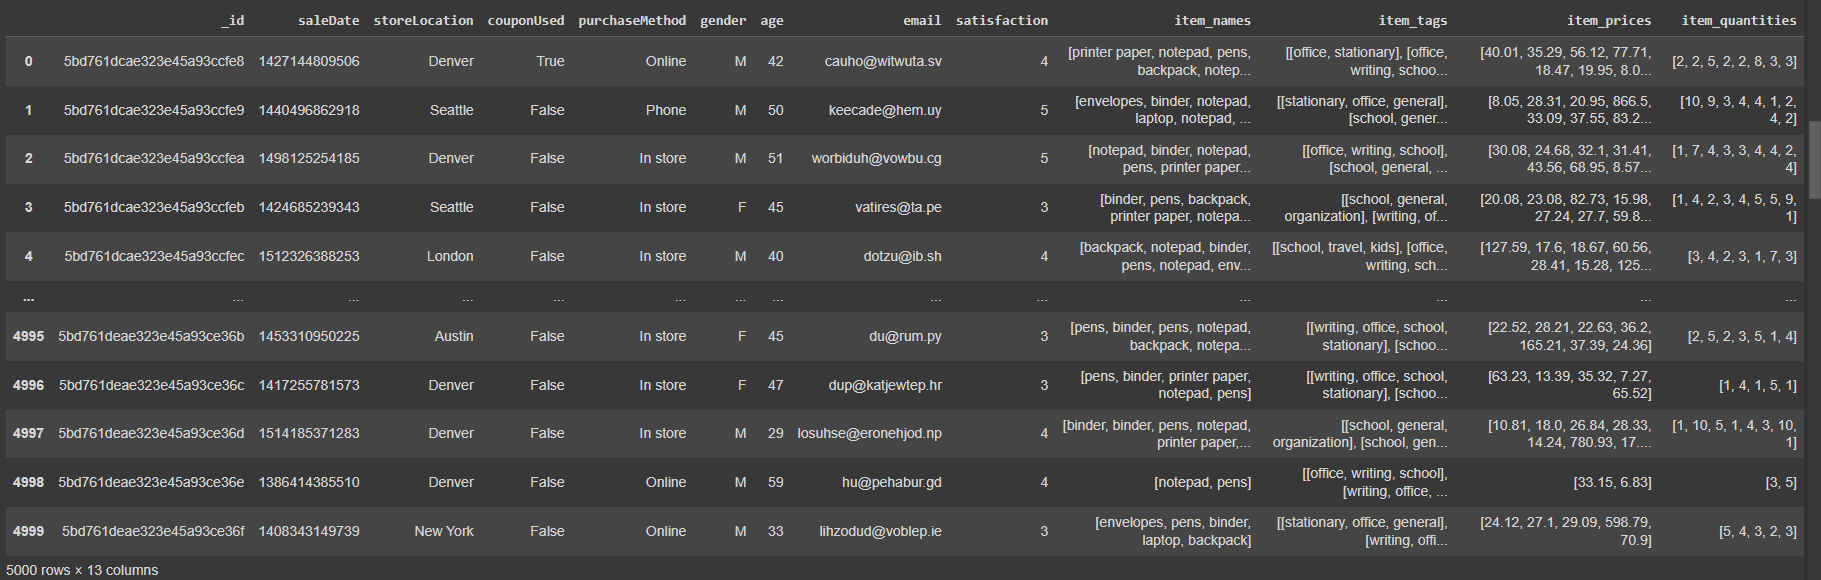 _id saleDate storeLocation couponUsed purchaseMethod gender age email satisfaction item_names item_tags item_prices item_quantities
0 5bd761dcae323e45a93ccfe8 1427144809506 Denver True Online M 42 cauho@witwuta.sv 4 [printer paper, notepad, pens, backpack, notep... [[office, stationary], [office, writing, schoo... [40.01, 35.29, 56.12, 77.71, 18.47, 19.95, 8.0... [2, 2, 5, 2, 2, 8, 3, 3]
1 5bd761dcae323e45a93ccfe9 1440496862918 Seattle False Phone M 50 keecade@hem.uy 5 [envelopes, binder, notepad, laptop, notepad, ... [[stationary, office, general], [school, gener... [8.05, 28.31, 20.95, 866.5, 33.09, 37.55, 83.2... [10, 9, 3, 4, 4, 1, 2, 4, 2]
2 5bd761dcae323e45a93ccfea 1498125254185 Denver False In store M 51 worbiduh@vowbu.cg 5 [notepad, binder, notepad, pens, printer paper... [[office, writing, school], [school, general, ... [30.08, 24.68, 32.1, 31.41, 43.56, 68.95, 8.57... [1, 7, 4, 3, 3, 4, 4, 2, 4]
3 5bd761dcae323e45a93ccfeb 1424685239343 Seattle False In store F 45 vatires@ta.pe 3 [binder, pens, backpack, printer paper, notepa... [[school, general, organization], [writing, of... [20.08, 23.08, 82.73, 15.98, 27.24, 27.7, 59.8... [1, 4, 2, 3, 4, 5, 5, 9, 1]
4 5bd761dcae323e45a93ccfec 1512326388253 London False In store M 40 dotzu@ib.sh 4 [backpack, notepad, binder, pens, notepad, env... [[school, travel, kids], [office, writing, sch... [127.59, 17.6, 18.67, 60.56, 28.41, 15.28, 125... [3, 4, 2, 3, 1, 7, 3]
... ... ... ... ... ... ... ... ... ... ... ... ... ...
4995 5bd761deae323e45a93ce36b 1453310950225 Austin False In store F 45 du@rum.py 3 [pens, binder, pens, notepad, backpack, notepa... [[writing, office, school, stationary], [schoo... [22.52, 28.21, 22.63, 36.2, 165.21, 37.39, 24.36] [2, 5, 2, 3, 5, 1, 4]
4996 5bd761deae323e45a93ce36c 1417255781573 Denver False In store F 47 dup@katjewtep.hr 3 [pens, binder, printer paper, notepad, pens] [[writing, office, school, stationary], [schoo... [63.23, 13.39, 35.32, 7.27, 65.52] [1, 4, 1, 5, 1]
4997 5bd761deae323e45a93ce36d 1514185371283 Denver False In store M 29 losuhse@eronehjod.np 4 [binder, binder, pens, notepad, printer paper,... [[school, general, organization], [school, gen... [10.81, 18.0, 26.84, 28.33, 14.24, 780.93, 17.... [1, 10, 5, 1, 4, 3, 10, 1]
4998 5bd761deae323e45a93ce36e 1386414385510 Denver False Online M 59 hu@pehabur.gd 4 [notepad, pens] [[office, writing, school], [writing, office, ... [33.15, 6.83] [3, 5]
4999 5bd761deae323e45a93ce36f 1408343149739 New York False Online M 33 lihzodud@voblep.ie 3 [envelopes, pens, binder, laptop, backpack] [[stationary, office, general], [writing, offi... [24.12, 27.1, 29.09, 598.79, 70.9] [5, 4, 3, 2, 3]
5000 rows × 13 columns